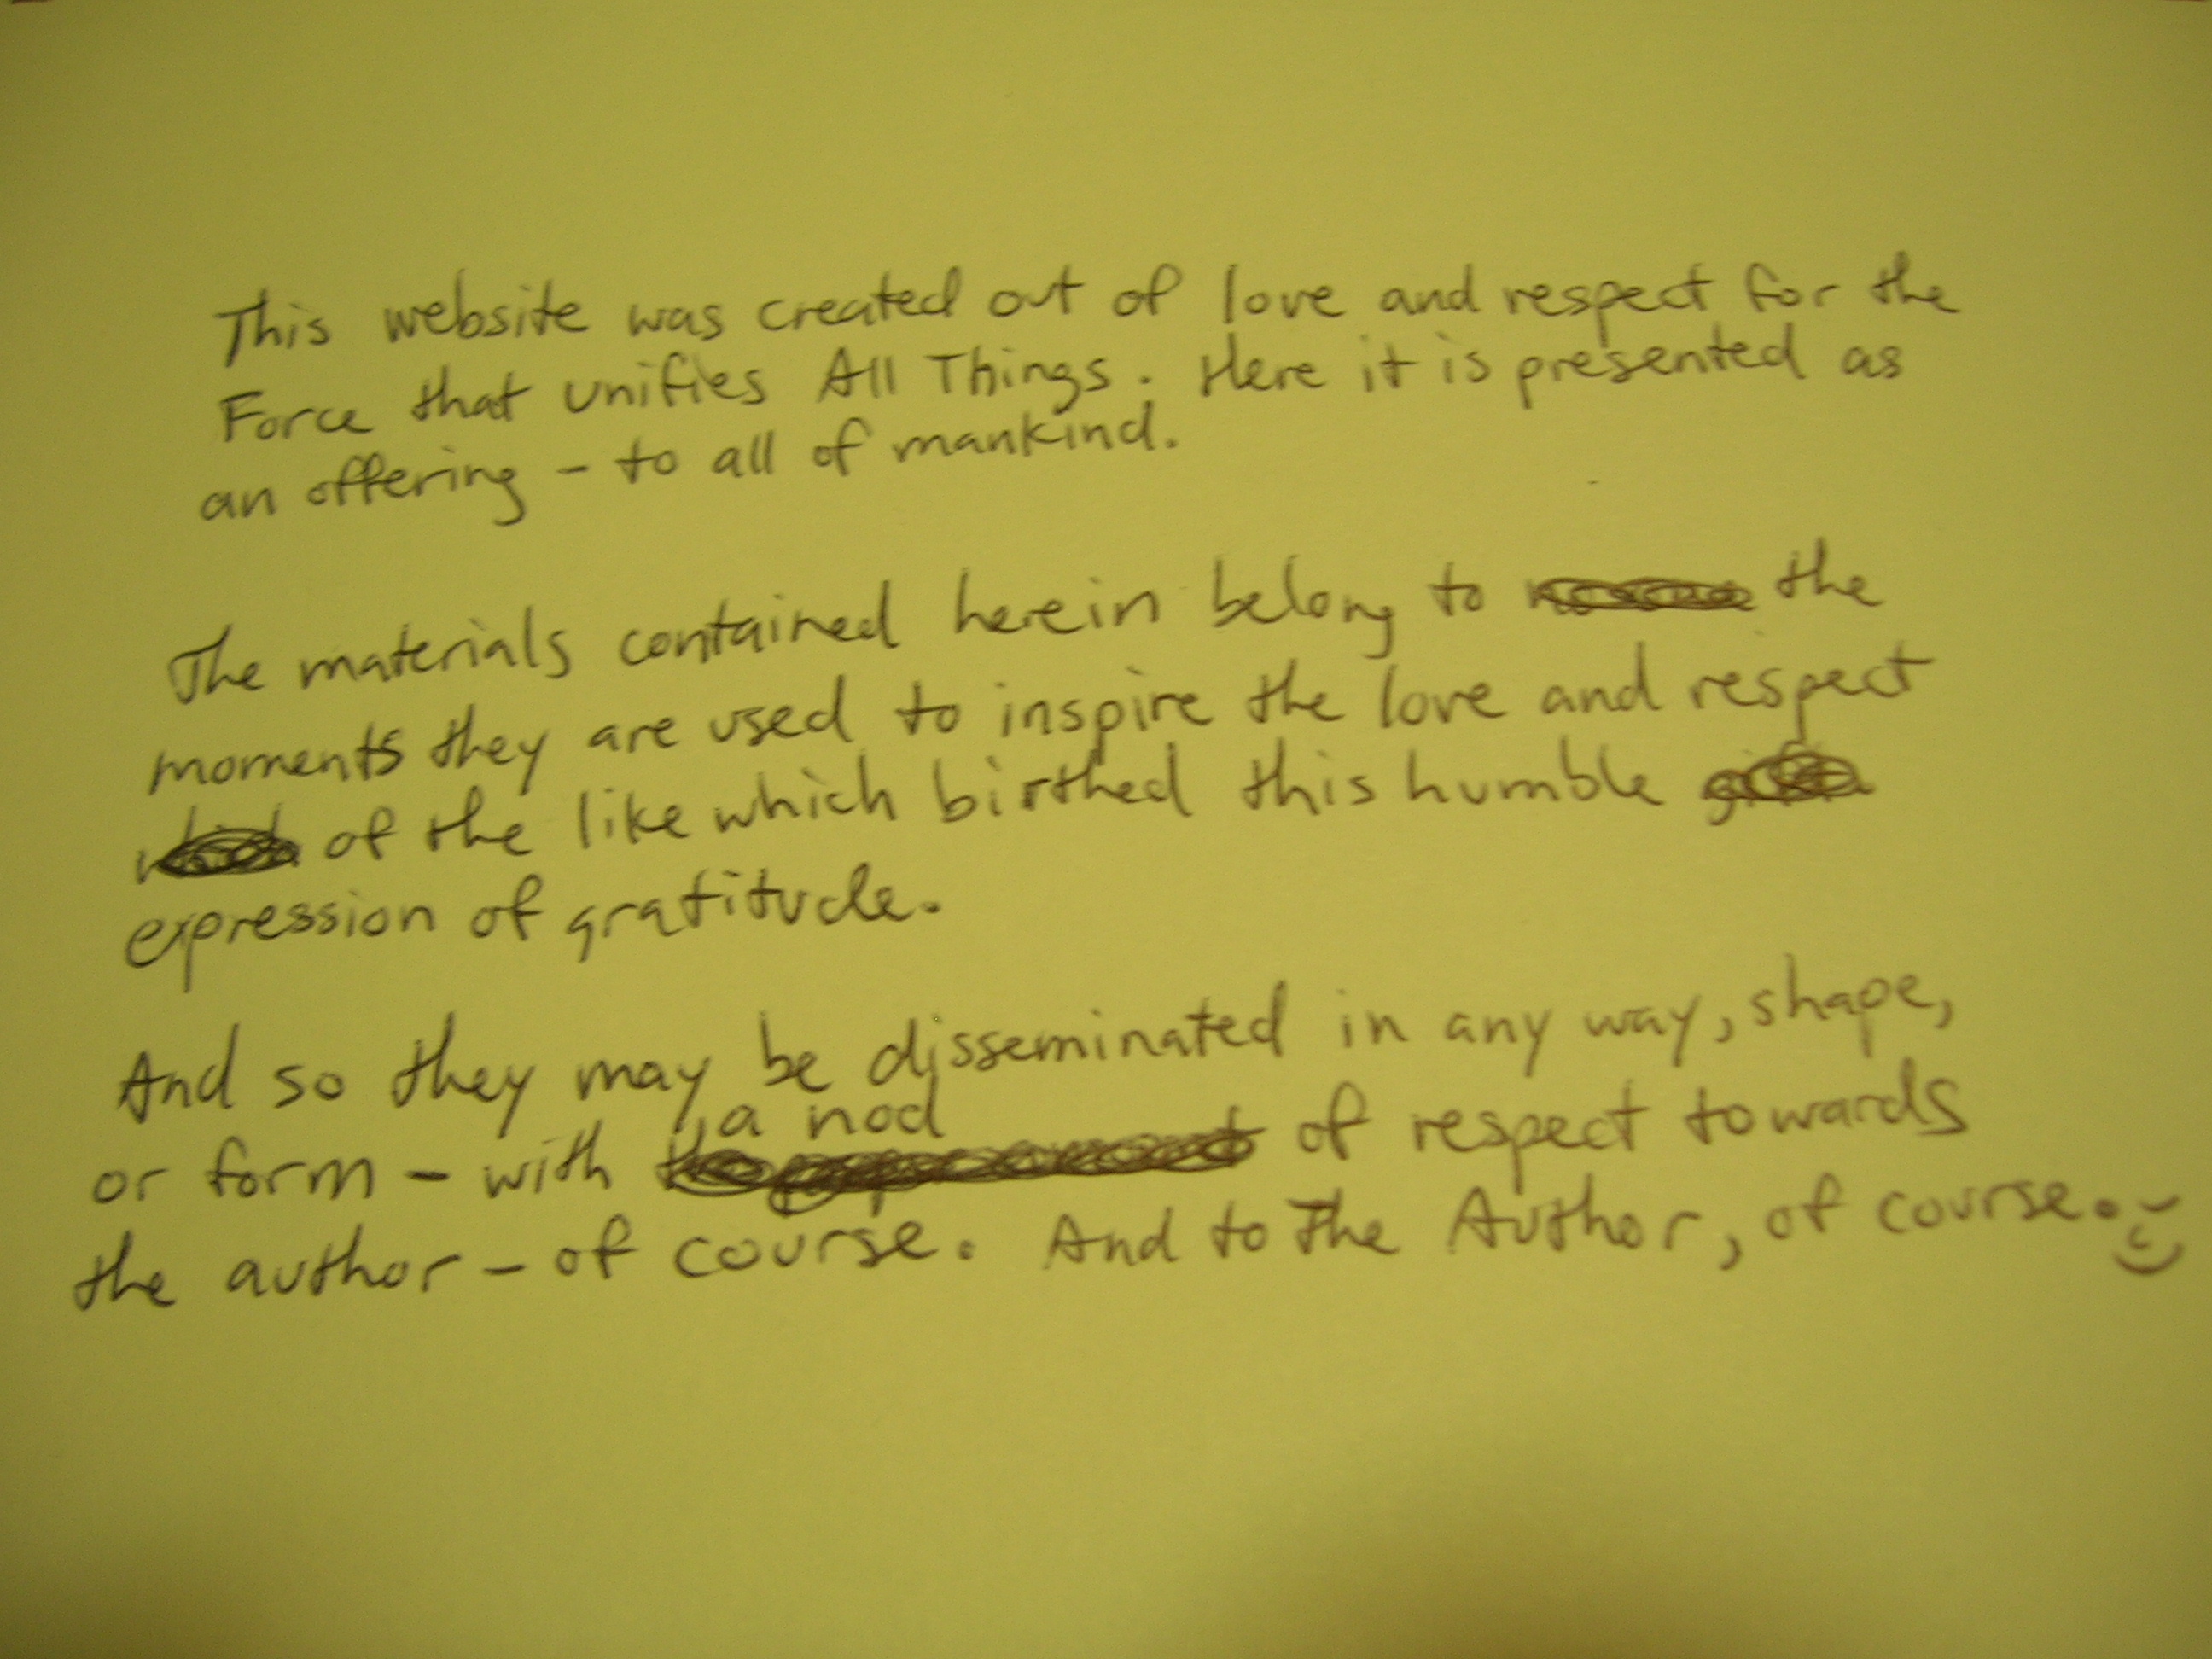 This website was created out of love and respect for the
Force that unifies All Things. Here it is presented as
an offering - to all of mankind.
The materials contained herein belong to the
moments they are used to inspire the love and respect
of the like which birthed this humble
expression of gratitude.
And so they may be disseminated in any way, shape,
a nod
or form - with of respect towards
the author - of course. And to The Author, of course.